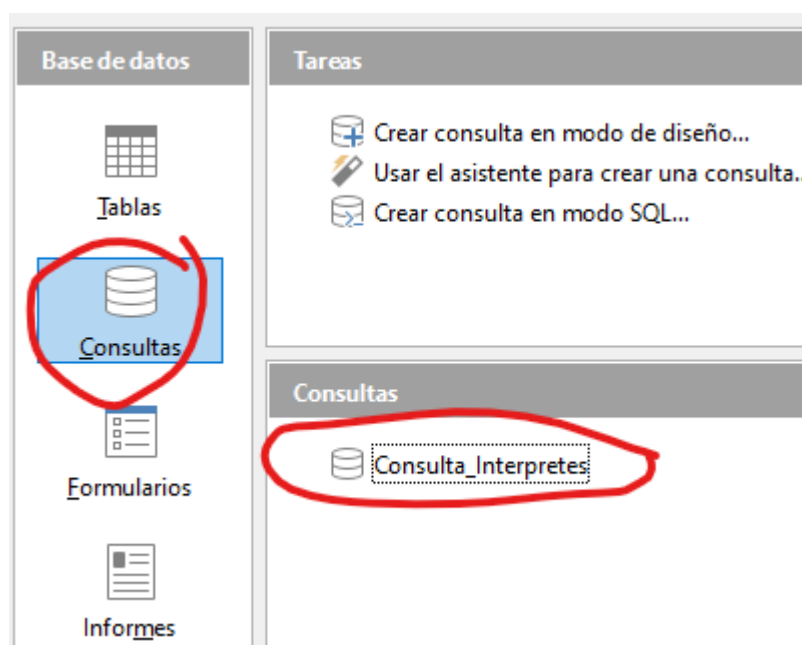 Base de datos
Tablas
Consultas
Formularios
Informes
Tareas
Crear consulta en modo de diseño...
Usar el asistente para crear una consulta..
Crear consulta en modo SQL...
Consultas
Consulta_Interpretes